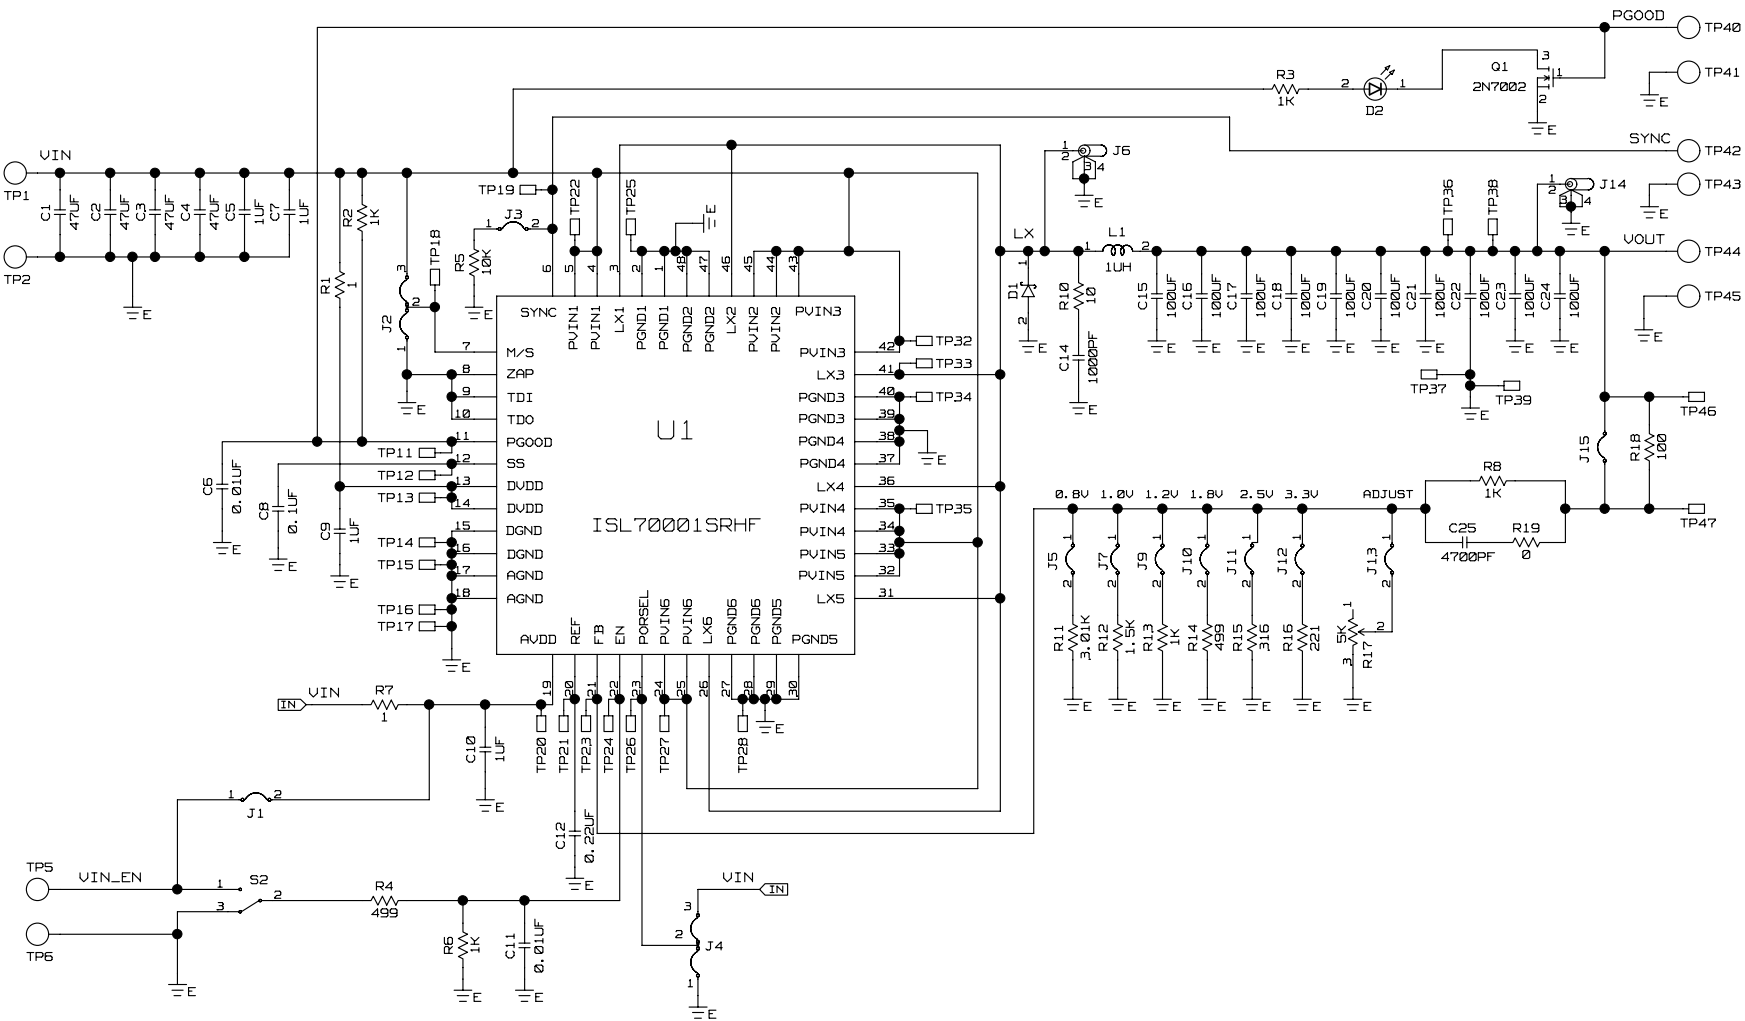 PGOOD
TP40
TP41
R3
1K
2
D2
1
Q1
2N7002
3
1
2
E
E
SYNC
TP42
TP43
E
VIN
TP1
TP2
C1
47UF
C2
47UF
C3
47UF
C4
47UF
C5
1UF
C7
1UF
E
R2
1K
R1
1
TP19
TP22
TP25
E
1
J3
2
R5
10K
E
TP18
3
2
J2
1
E
J6
1
2
3
4
E
J14
1
2
3
4
E
LX
D1
1
2
E
R10
10
C14
1000PF
E
1
L1
2
1UH
TP36
TP38
VOUT
TP44
TP45
E
C15
100UF
E
C16
100UF
E
C17
100UF
E
C18
100UF
E
C19
100UF
E
C20
100UF
E
C21
100UF
E
C22
100UF
C23
100UF
E
C24
100UF
E
TP37
TP39
E
6
5
4
3
2
1
48
47
46
45
44
43
SYNC
PVIN1
PVIN1
LX1
PGND1
PGND1
PGND2
PGND2
LX2
PVIN2
PVIN2
PVIN3
7
M/S
8
ZAP
9
TDI
10
TDO
11
PGOOD
12
SS
13
DVDD
14
DVDD
15
DGND
16
DGND
17
AGND
18
AGND
TP11
TP12
TP13
TP14
TP15
TP16
TP17
E
U1
ISL70001SRHF
PVIN3
42
TP32
LX3
41
TP33
PGND3
40
TP34
PGND3
39
PGND4
38
PGND4
37
E
LX4
36
PVIN4
35
TP35
PVIN4
34
PVIN5
33
PVIN5
32
LX5
31
AVDD
REF
FB
EN
PORSEL
PVIN6
PVIN6
LX6
PGND6
PGND6
PGND5
PGND5
19
20
21
22
23
24
25
26
27
28
29
30
TP20
TP21
TP23
TP24
TP26
TP27
TP28
E
C6
0.01UF
E
C8
0.1UF
E
C9
1UF
E
TP46
J15
R18
100
TP47
R8
1K
C25
4700PF
R19
0
0.8V
1.0V
1.2V
1.8V
2.5V
3.3V
ADJUST
J5
1
2
J7
1
2
J9
1
2
J10
1
2
J11
1
2
J12
1
2
J13
1
2
R11
3.01K
E
R12
1.5K
E
R13
1K
E
R14
499
E
R15
316
E
R16
221
E
5K
R17
1
2
3
E
IN
VIN
R7
1
C10
1UF
E
1
J1
2
C12
0.22UF
E
TP5
VIN_EN
1
S2
2
3
TP6
E
R4
499
R6
1K
E
C11
0.01UF
E
VIN
IN
3
2
J4
1
E